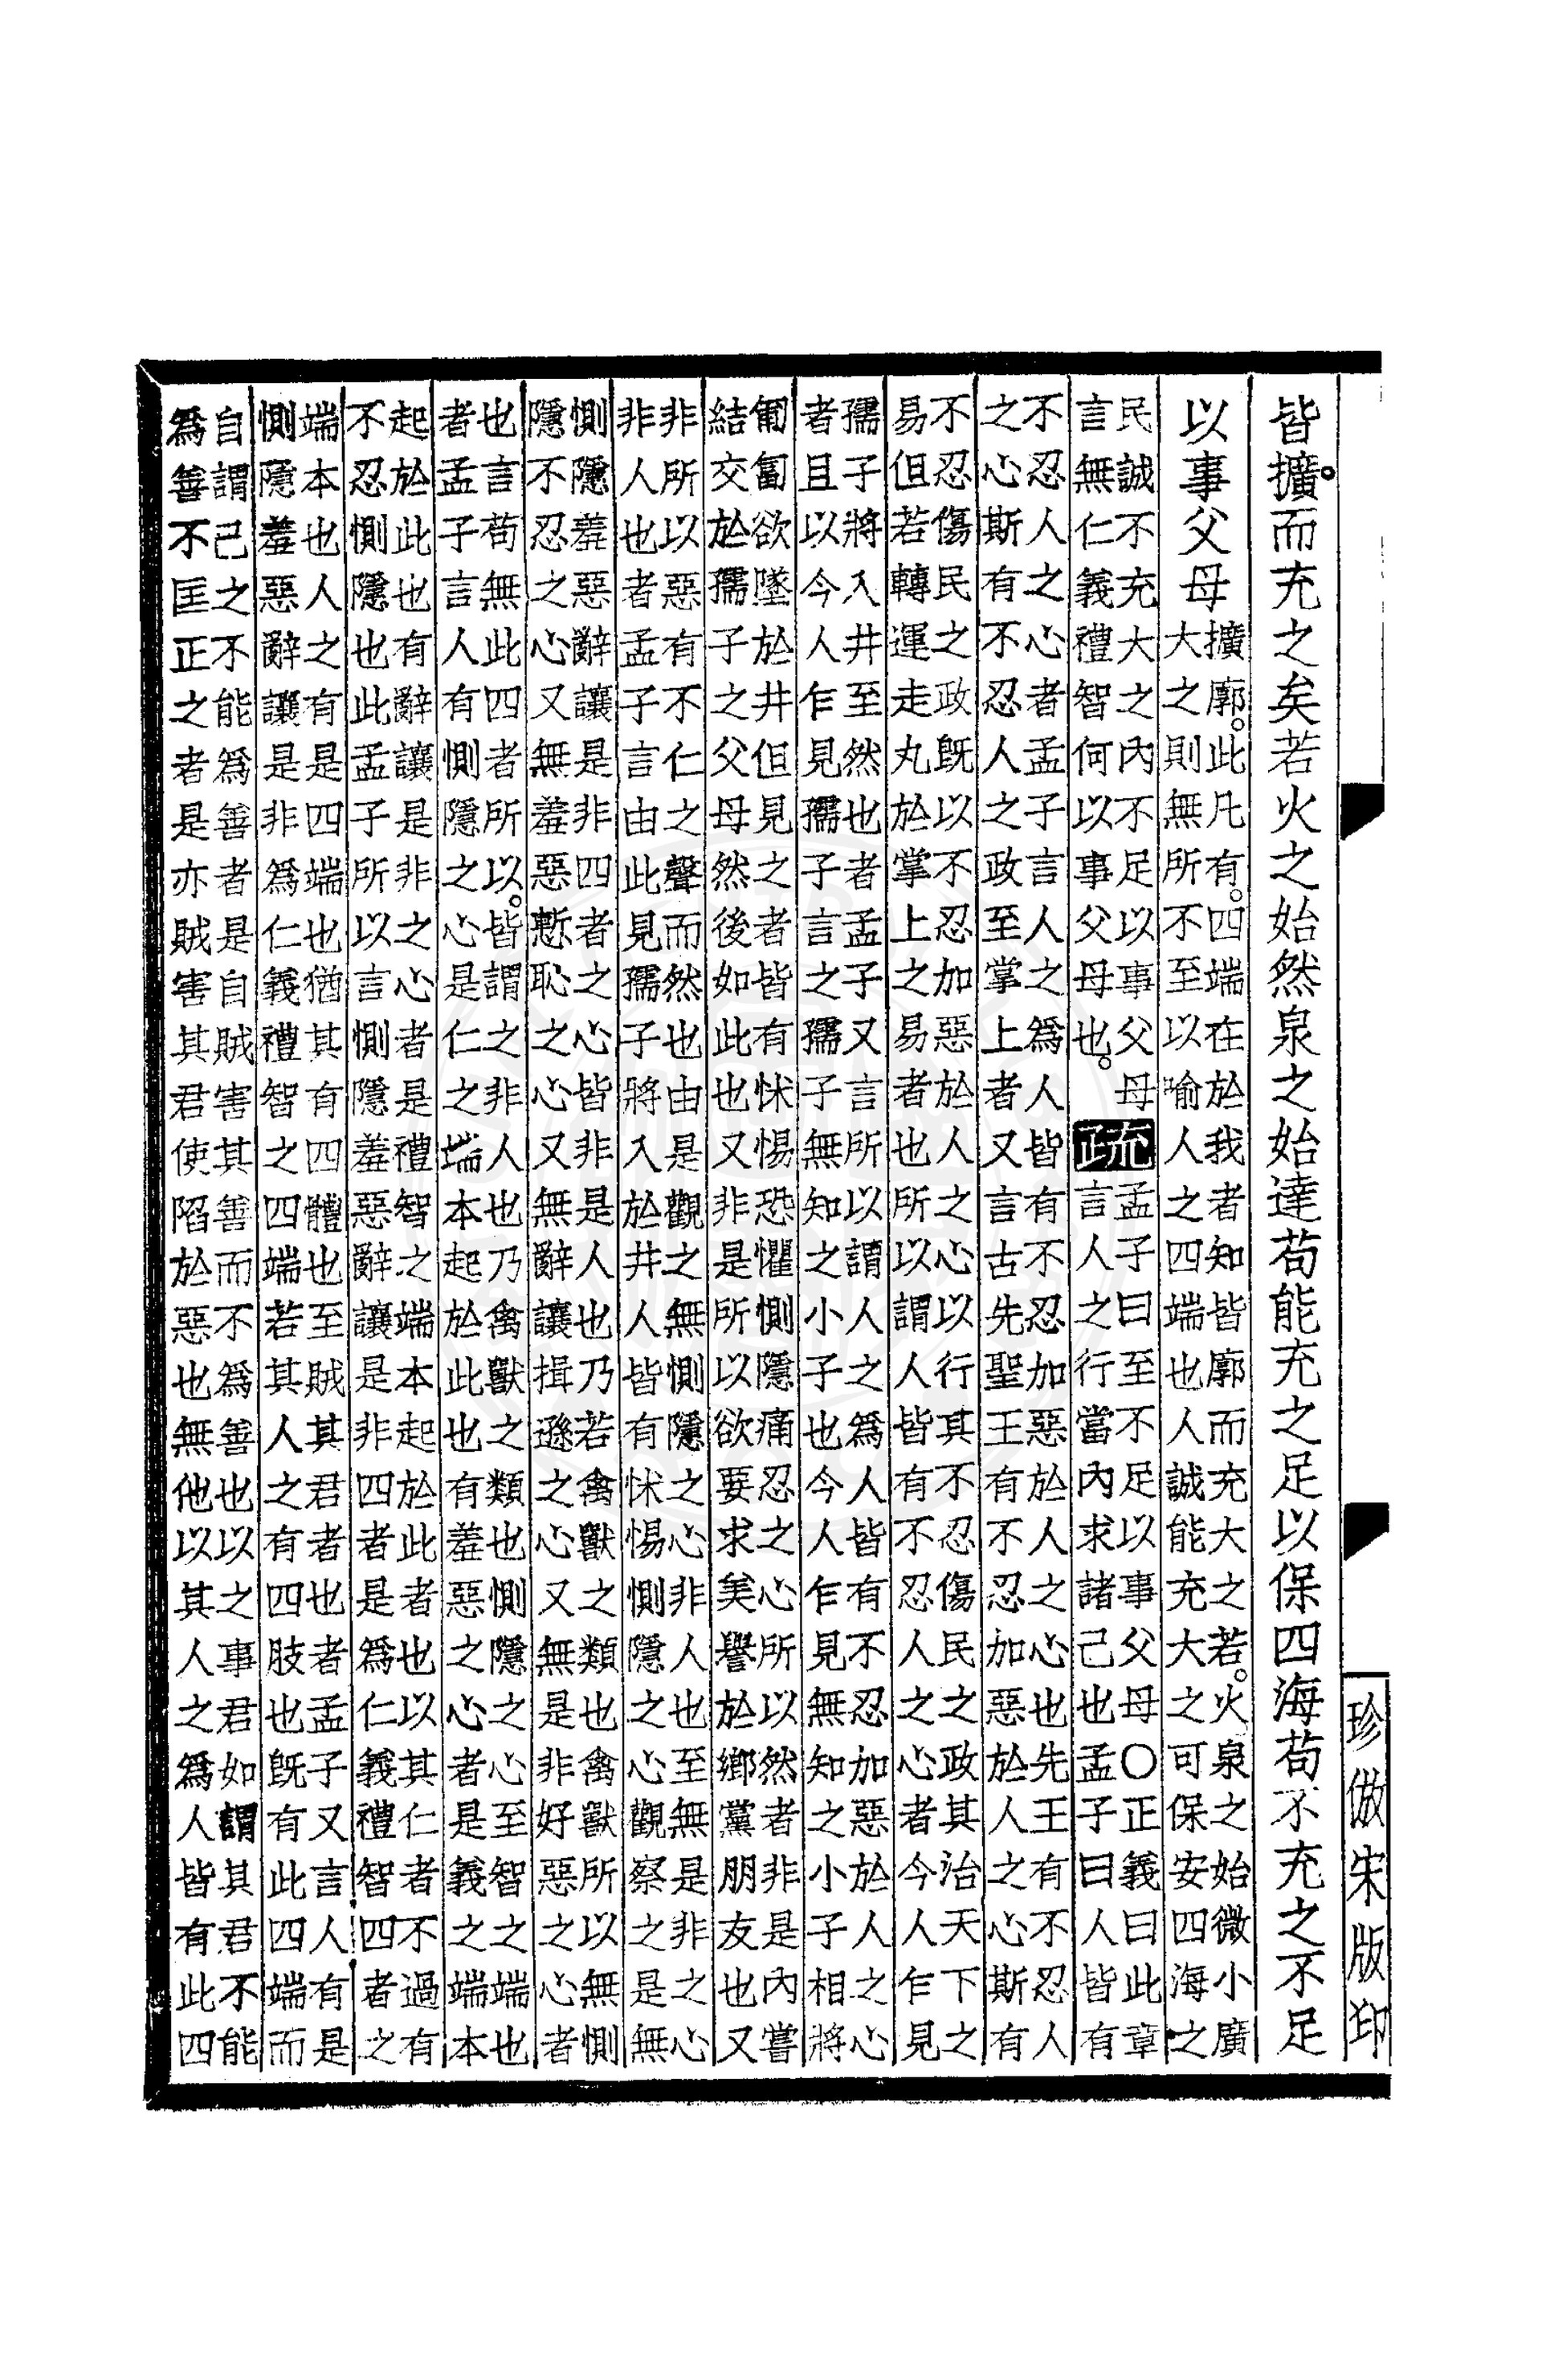 珍倣宋版印
皆擴而充之矣若火之始然泉之始達苟能充之足以保四海苟不充之不足
以事父母
擴廓。此凡有。四端在於我者知皆廓而充大之若。火泉之始微小廣
大之則無所不至以喻人之四端也人誠能充大之可保安四海之
民誠不充大之內不足以事父母
言無仁義禮智何以事父母也。
疏
孟子曰至不足以事父母○正義曰此章
言人之行當內求諸己也孟子曰人皆有
不忍人之心者孟子言人之爲人皆有不忍加惡於人之心也先王有不忍人
之心斯有不忍人之政至掌上者又言古先聖王有不忍加惡於人之心斯有
不忍傷民之政既以不忍加惡於人之心以行其不忍傷民之政其治天下之
易但若轉運走丸於掌上之易者也所以謂人皆有不忍人之心者今人乍見
孺子將入井至然也者孟子又言所以謂人之爲人皆有不忍加惡於人之心
者且以今人乍見孺子言之孺子無知之小子也今人乍見無知之小子相將
匍匐欲墜於井但見之者皆有怵惕恐懼惻隱痛忍之心所以然者非是內嘗
結交於孺子之父母然後如此也又非是所以欲要求美譽於鄉黨朋友也又
非所以惡有不仁之聲而然也由是觀之無惻隱之心非人也至無是非之心
非人也者孟子言由此見孺子將入於井人皆有怵惕惻隱之心觀察之是無
惻隱羞惡辭讓是非四者之心皆非是人也乃若禽獸之類也禽獸所以無惻
隱不忍之心又無羞惡慙恥之心又無辭讓揖遜之心又無是非好惡之心者
也言苟無此四者所以。皆謂之非人也乃禽獸之類也惻隱之心至智之端也
者孟子言人有惻隱之心是仁之端本起於此也有羞惡之心者是義之端本
起於此也有辭讓是非之心者是禮智之端本起於此者也以其仁者不過有
不忍惻隱也此孟子所以言惻隱羞惡辭讓是非四者是爲仁義禮智四者之
端本也人之有是四端也猶其有四體也至賊其君者也者孟子又言人有是
惻隱羞惡辭讓是非爲仁義禮智之四端若其人之有四肢也既有此四端而
自謂己之不能爲善者是自賊害其善而不爲善也以之事君如謂其君不能
爲善不匡正之者是亦賊害其君使陷於惡也無他以其人之爲人皆有此四